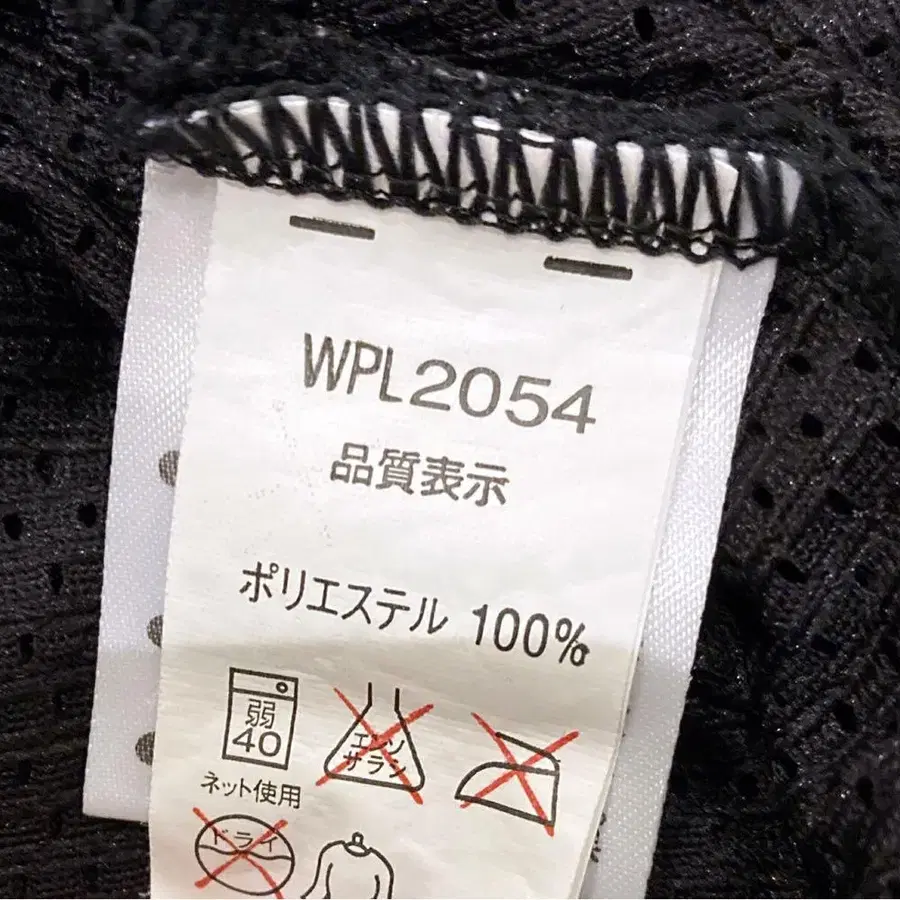 WPL2054
品質表示
ポリエステル 100%
弱
40
エンソ
サラシ
ネット使用
ドライ